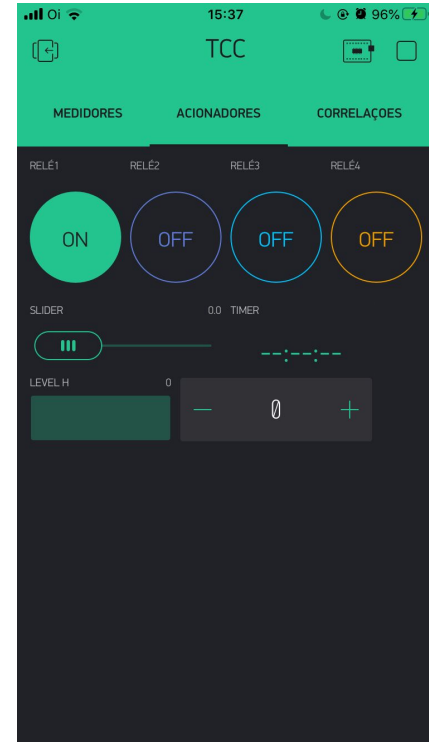 Oi 15:37 96%
TCC
MEDIDORES ACIONADORES CORRELAÇOES
RELÉ1 RELÉ2 RELÉ3 RELÉ4
ON OFF OFF OFF
SLIDER 0.0 TIMER
--:--:--
LEVEL H 0
— 0 +